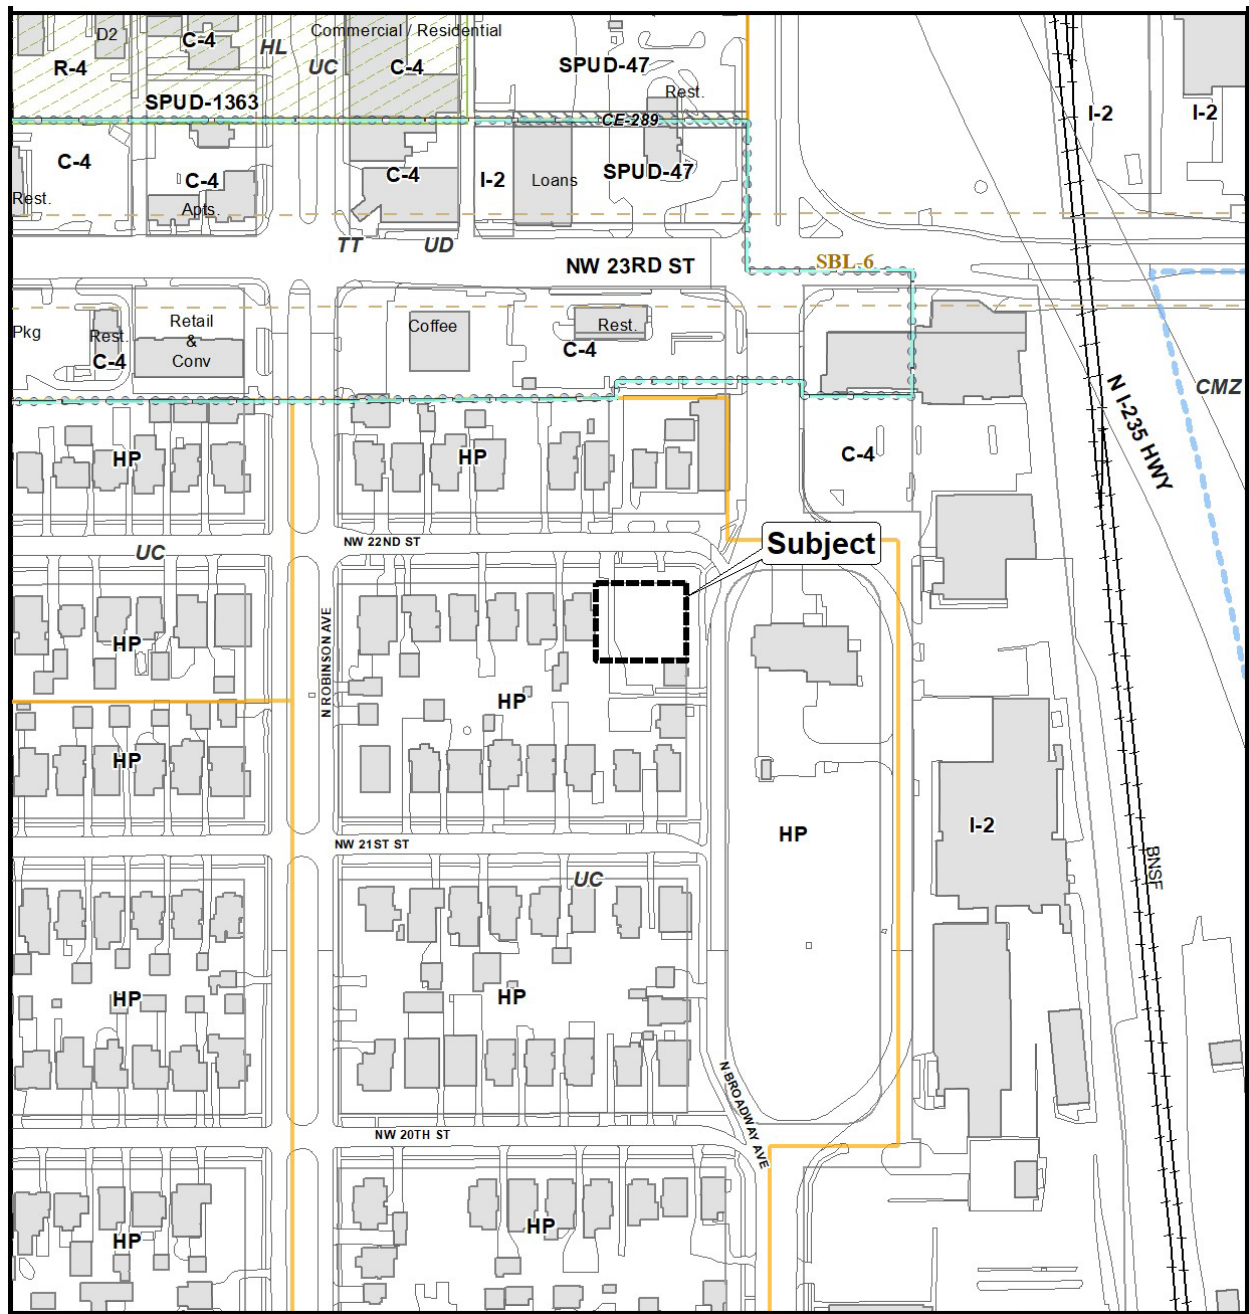 D2
C-4
HL
Commercial / Residential
R-4
UC
C-4
SPUD-47
SPUD-1363
Rest.
I-2
I-2
CE-289
C-4
C-4
C-4
I-2
Loans
SPUD-47
Rest.
Apts.
TT
UD
NW 23RD ST
SBL-6
Pkg
Rest.
C-4
Retail
&
Conv
Coffee
Rest.
C-4
N I-235 HWY
CMZ
HP
HP
C-4
UC
NW 22ND ST
Subject
HP
N ROBINSON AVE
HP
HP
HP
I-2
BNSF
NW 21ST ST
UC
HP
HP
N BROADWAY AVE
NW 20TH ST
HP
HP